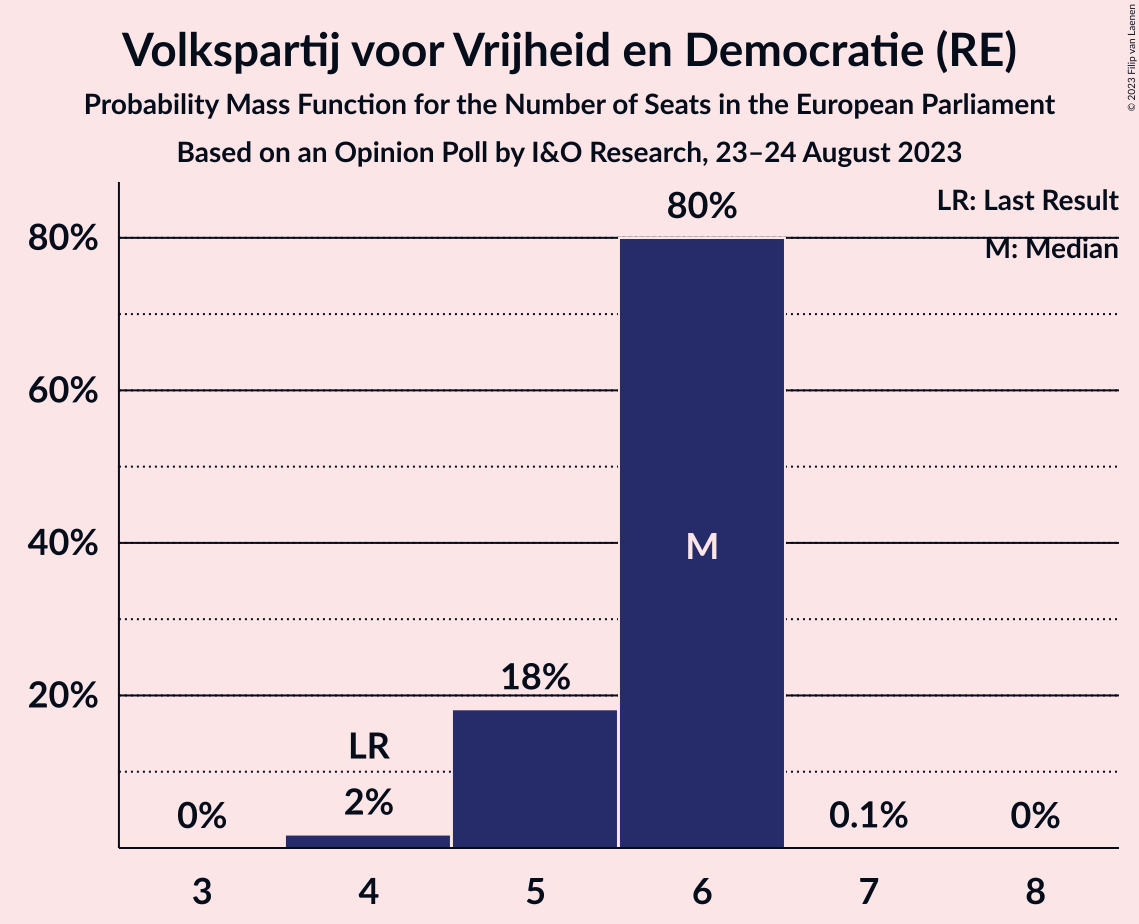 Volkspartij voor Vrijheid en Democratie (RE)
Probability Mass Function for the Number of Seats in the European Parliament
Based on an Opinion Poll by I&O Research, 23–24 August 2023
© 2023 Filip van Laenen
LR: Last Result
M: Median
80%
60%
40%
20%
0%
LR
2%
18%
80%
M
0.1%
0%
3 4 5 6 7 8